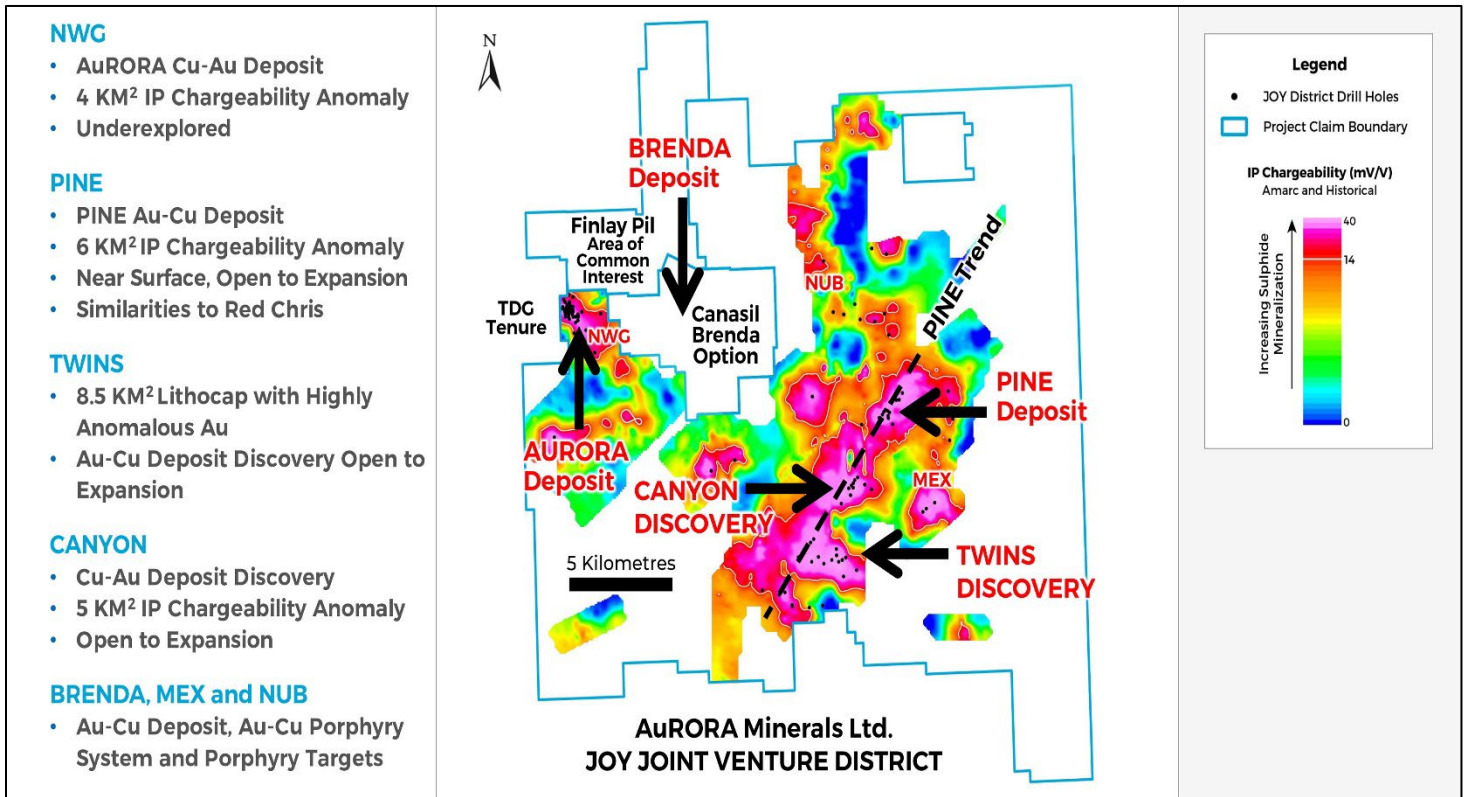 NWG
• AuRORA Cu-Au Deposit
• 4 KM² IP Chargeability Anomaly
• Underexplored
PINE
• PINE Au-Cu Deposit
• 6 KM² IP Chargeability Anomaly
• Near Surface, Open to Expansion
• Similarities to Red Chris
TWINS
• 8.5 KM² Lithocap with Highly
Anomalous Au
• Au-Cu Deposit Discovery Open to
Expansion
CANYON
• Cu-Au Deposit Discovery
• 5 KM² IP Chargeability Anomaly
• Open to Expansion
BRENDA, MEX and NUB
• Au-Cu Deposit, Au-Cu Porphyry
System and Porphyry Targets
N
BRENDA
Deposit
Finlay Pil
Area of
Common
Interest
TDG
Tenure
NWG
Canasil
Brenda
Option
NUB
PINE Trend
PINE
Deposit
AURORA
Deposit
CANYON
DISCOVERY
MEX
TWINS
DISCOVERY
5 Kilometres
AuRORA Minerals Ltd.
JOY JOINT VENTURE DISTRICT
Legend
JOY District Drill Holes
Project Claim Boundary
IP Chargeability (mV/V)
Amarc and Historical
Increasing Sulphide
Mineralization
40
14
0